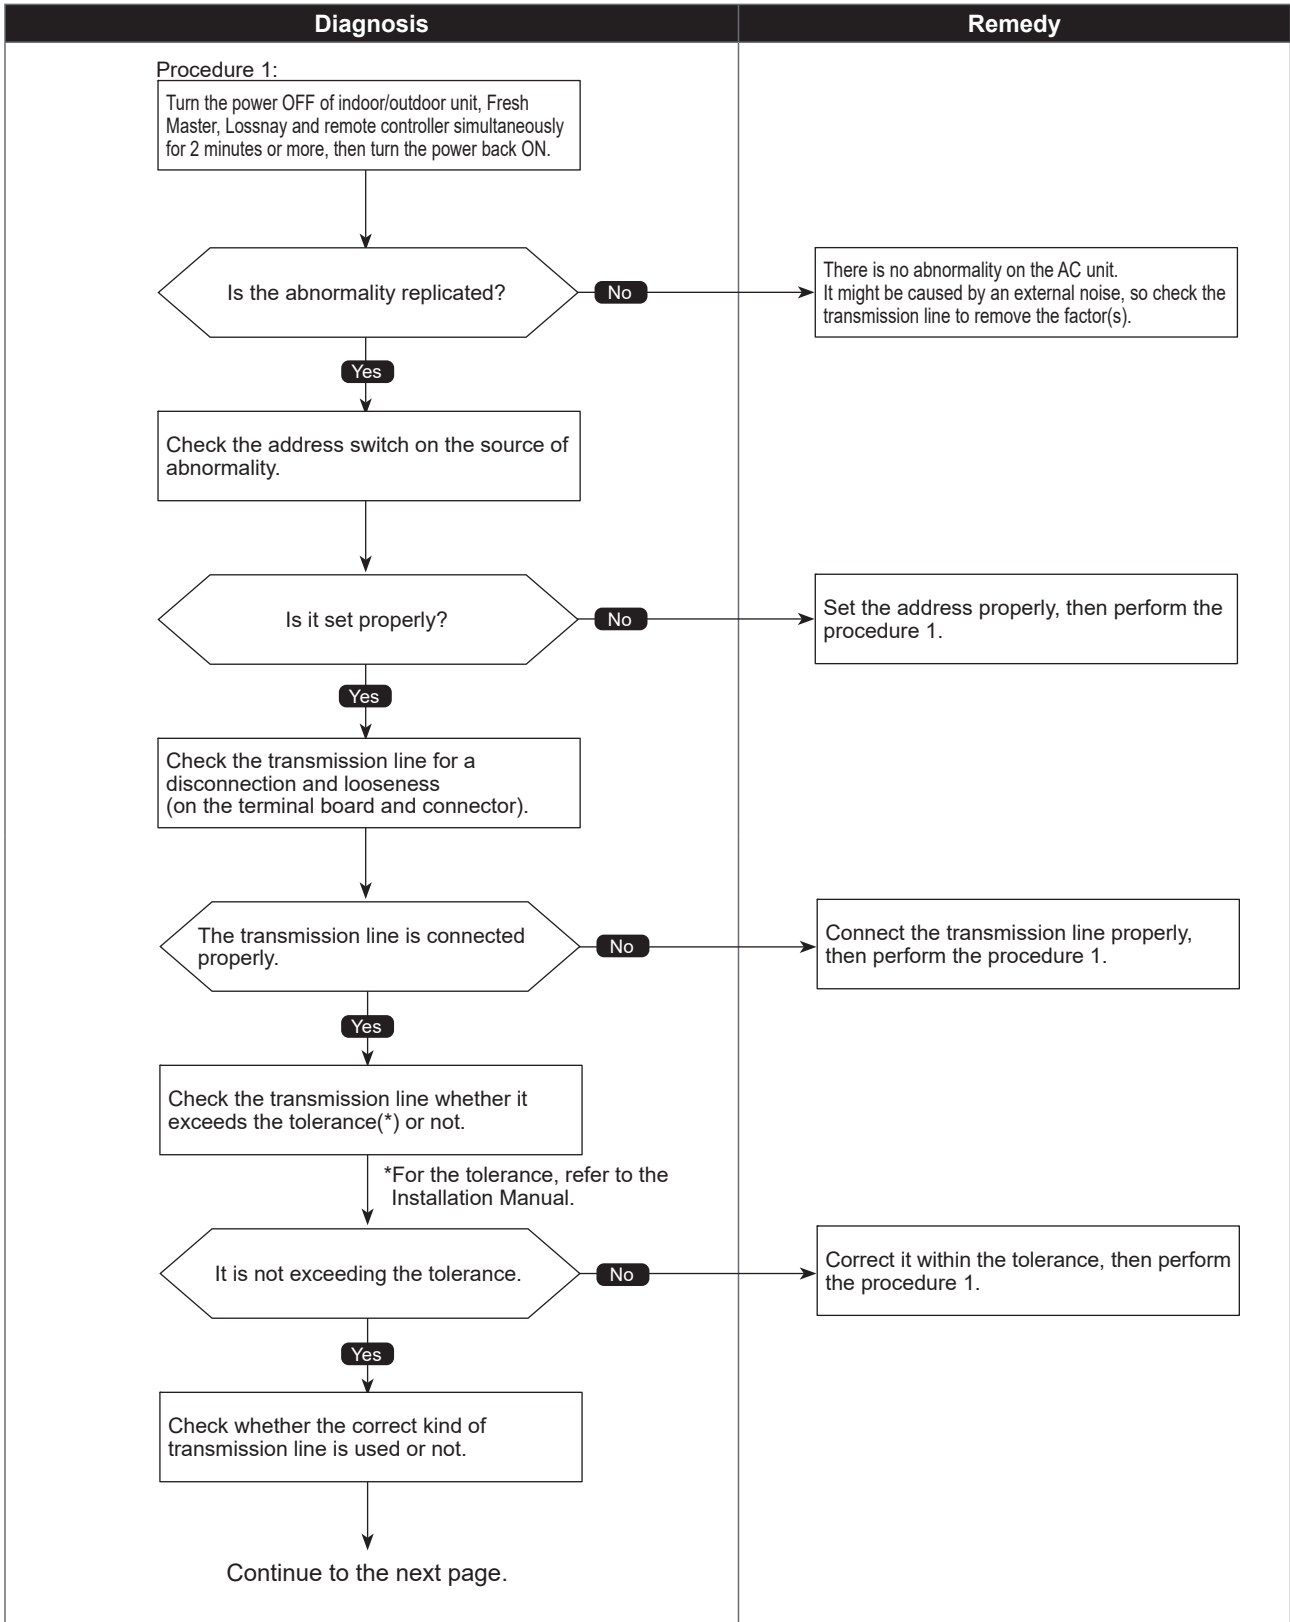 Diagnosis
Remedy
Procedure 1:
Turn the power OFF of indoor/outdoor unit, Fresh
Master, Lossnay and remote controller simultaneously
for 2 minutes or more, then turn the power back ON.
Is the abnormality replicated?
No
There is no abnormality on the AC unit.
It might be caused by an external noise, so check the
transmission line to remove the factor(s).
Yes
Check the address switch on the source of
abnormality.
Is it set properly?
No
Set the address properly, then perform the
procedure 1.
Yes
Check the transmission line for a
disconnection and looseness
(on the terminal board and connector).
The transmission line is connected
properly.
No
Connect the transmission line properly,
then perform the procedure 1.
Yes
Check the transmission line whether it
exceeds the tolerance(*) or not.
*For the tolerance, refer to the
Installation Manual.
It is not exceeding the tolerance.
No
Correct it within the tolerance, then perform
the procedure 1.
Yes
Check whether the correct kind of
transmission line is used or not.
Continue to the next page.